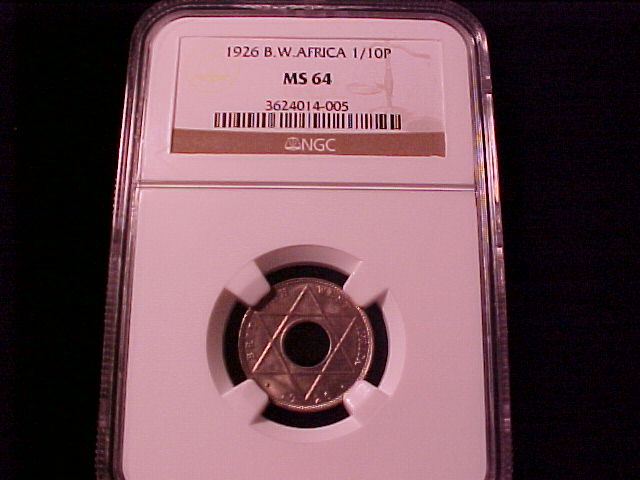 1926 B.W.AFRICA 1/10P
MS 64
3624014-005
NGC